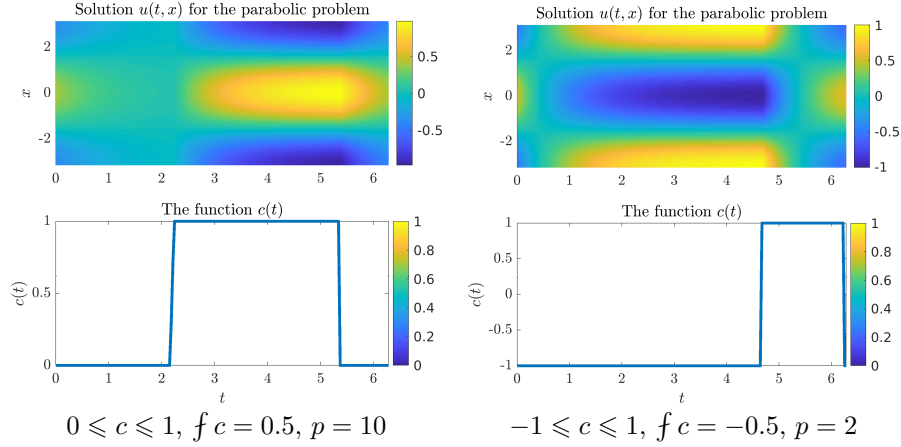 Solution u(t, x) for the parabolic problem
2
0
-2
x
0 1 2 3 4 5 6
0.5
0
-0.5
Solution u(t, x) for the parabolic problem
2
0
-2
x
0 1 2 3 4 5 6
1
0.5
0
-0.5
-1
The function c(t)
1
0.5
0
c(t)
0 1 2 3 4 5 6
t
1
0.8
0.6
0.4
0.2
0
The function c(t)
1
0.5
0
-1
-1
c(t)
0 1 2 3 4 5 6
t
1
0.8
0.6
0.4
0.2
0
0 ⩽ c ⩽ 1, ⨍ c = 0.5, p = 10
−1 ⩽ c ⩽ 1, ⨍ c = −0.5, p = 2